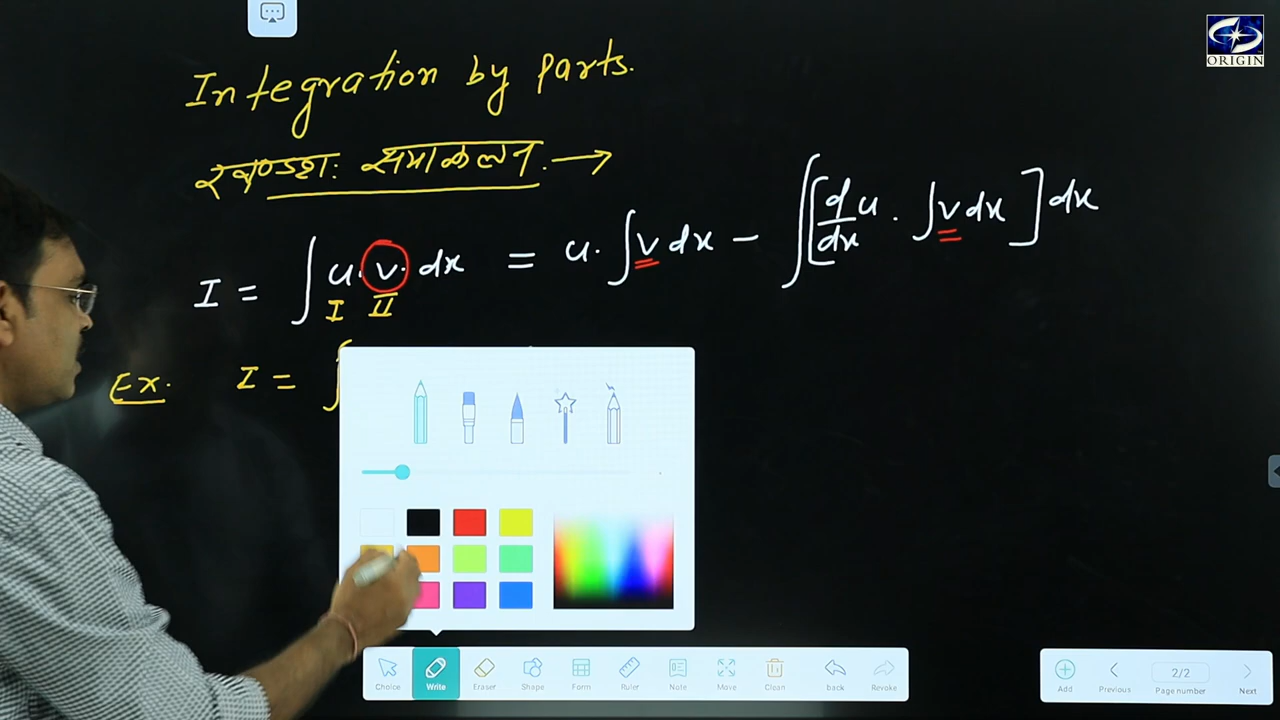 ORIGIN
Integration by parts.
खण्डशः समाकलन. →
I = ∫ u. v. dx = u. ∫ v dx − ∫ [ d/dx u . ∫ v dx ] dx
I II
Ex. I = ∫
Choice Write Eraser Shape Form Ruler Note Move Clean back Revoke
Add Previous 2/2 Page number Next